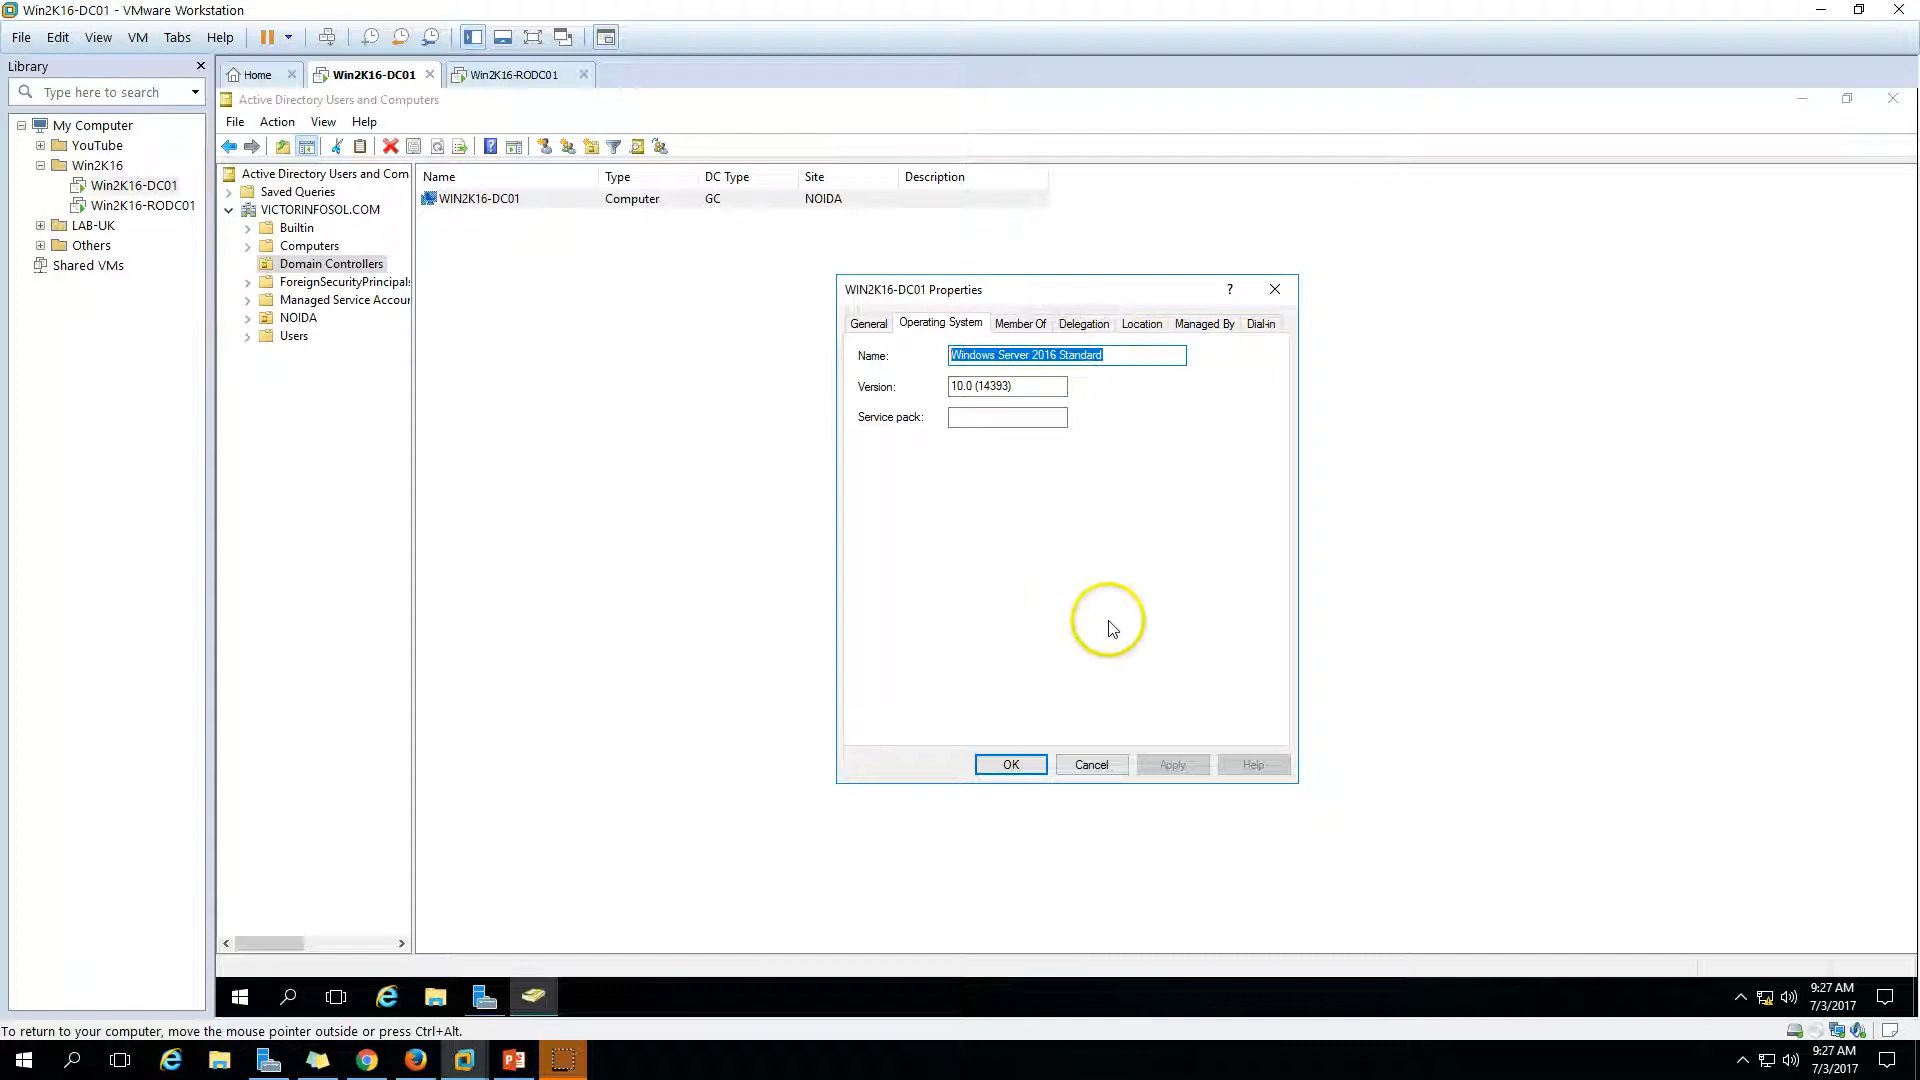 Win2K16-DC01 - VMware Workstation
File Edit View VM Tabs Help
Library
Type here to search
My Computer
YouTube
Win2K16
Win2K16-DC01
Win2K16-RODC01
LAB-UK
Others
Shared VMs
Home
Win2K16-DC01
Win2K16-RODC01
Active Directory Users and Computers
File Action View Help
Active Directory Users and Com
Saved Queries
VICTORINFOSOL.COM
Builtin
Computers
Domain Controllers
ForeignSecurityPrincipals
Managed Service Accour
NOIDA
Users
Name Type DC Type Site Description
WIN2K16-DC01 Computer GC NOIDA
WIN2K16-DC01 Properties
General Operating System Member Of Delegation Location Managed By Dial-in
Name: Windows Server 2016 Standard
Version: 10.0 (14393)
Service pack:
OK Cancel Apply Help
9:27 AM
7/3/2017
To return to your computer, move the mouse pointer outside or press Ctrl+Alt.
9:27 AM
7/3/2017